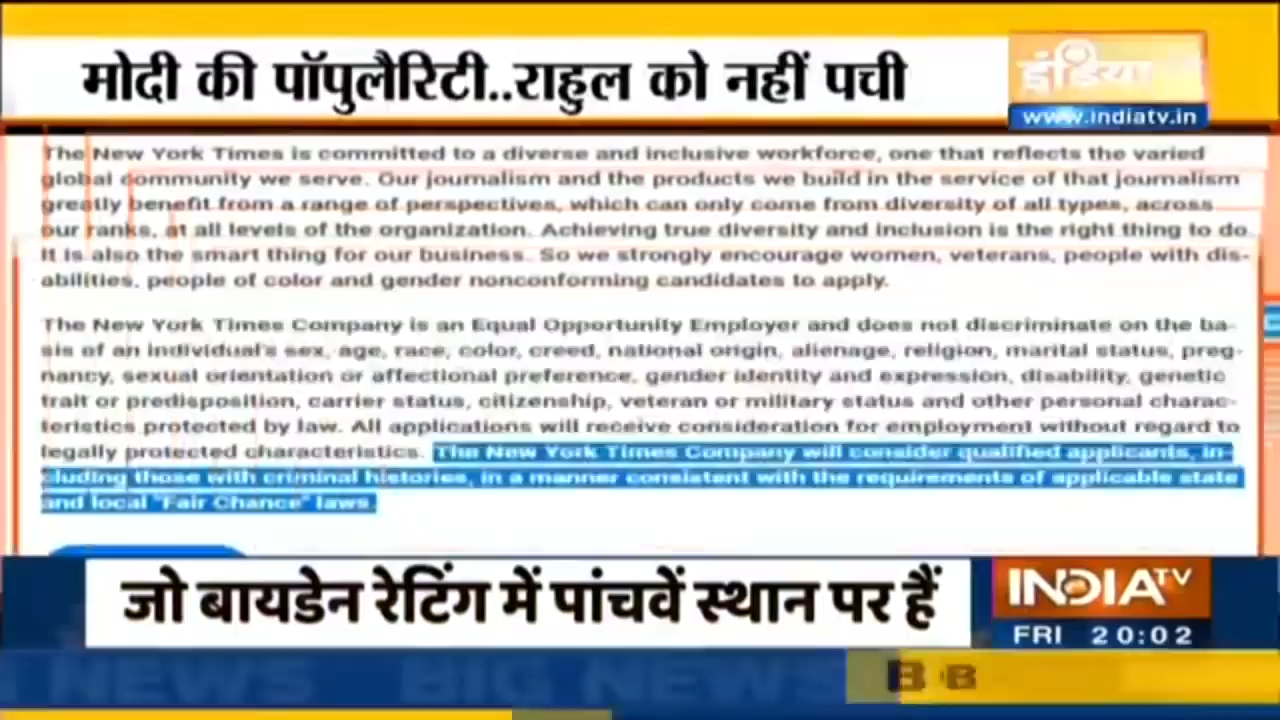 मोदी की पॉपुलैरिटी..राहुल को नहीं पची
इंडिया
www.indiatv.in
The New York Times is committed to a diverse and inclusive workforce, one that reflects the varied
global community we serve. Our journalism and the products we build in the service of that journalism
greatly benefit from a range of perspectives, which can only come from diversity of all types, across
our ranks, at all levels of the organization. Achieving true diversity and inclusion is the right thing to do.
It is also the smart thing for our business. So we strongly encourage women, veterans, people with dis-
abilities, people of color and gender nonconforming candidates to apply.
The New York Times Company is an Equal Opportunity Employer and does not discriminate on the ba-
sis of an individual's sex, age, race, color, creed, national origin, alienage, religion, marital status, preg-
nancy, sexual orientation or affectional preference, gender identity and expression, disability, genetic
trait or predisposition, carrier status, citizenship, veteran or military status and other personal charac-
teristics protected by law. All applications will receive consideration for employment without regard to
legally protected characteristics. The New York Times Company will consider qualified applicants, in-
cluding those with criminal histories, in a manner consistent with the requirements of applicable state
and local "Fair Chance" laws.
जो बायडेन रेटिंग में पांचवें स्थान पर हैं
INDIA TV
FRI 20:02
NEWS BIG NEWS B B